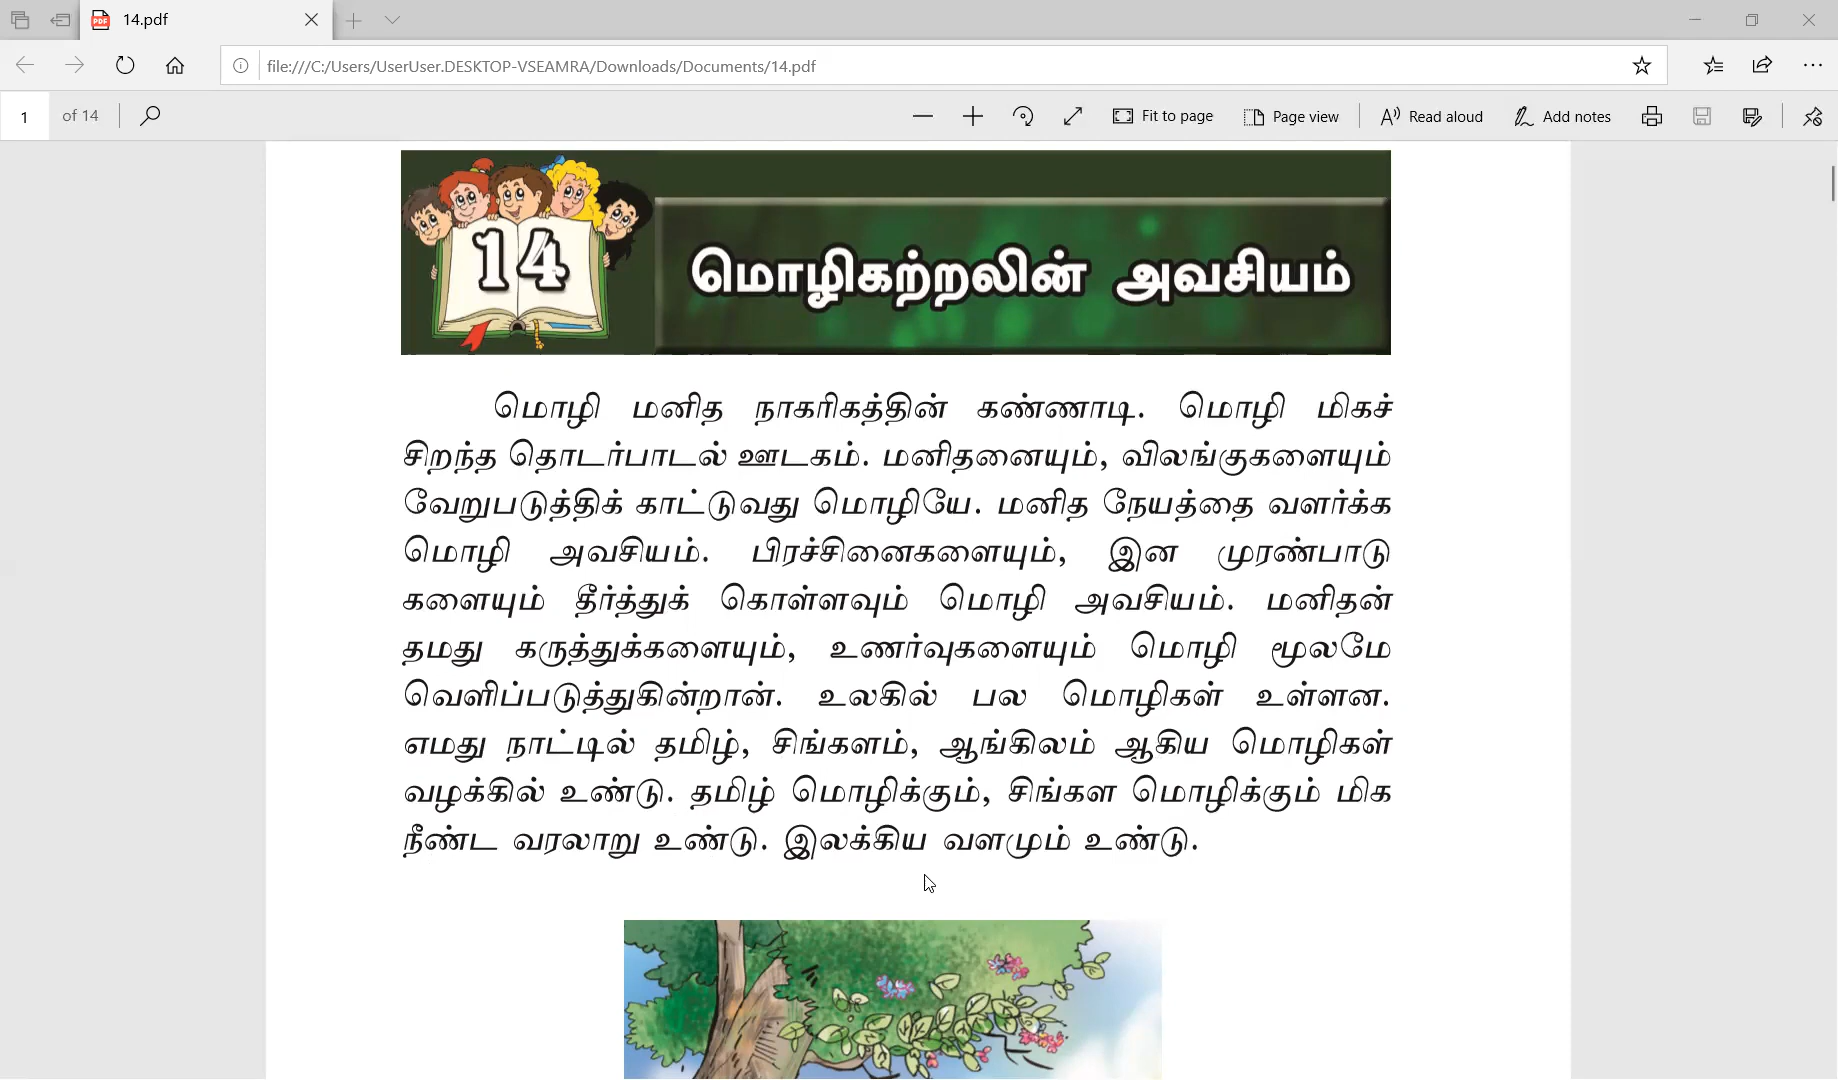 14.pdf
file:///C:/Users/UserUser.DESKTOP-VSEAMRA/Downloads/Documents/14.pdf
1 of 14 Fit to page Page view Read aloud Add notes
14 மொழிகற்றலின் அவசியம்
மொழி மனித நாகரிகத்தின் கண்ணாடி. மொழி மிகச்
சிறந்த தொடர்பாடல் ஊடகம். மனிதனையும், விலங்குகளையும்
வேறுபடுத்திக் காட்டுவது மொழியே. மனித நேயத்தை வளர்க்க
மொழி அவசியம். பிரச்சினைகளையும், இன முரண்பாடு
களையும் தீர்த்துக் கொள்ளவும் மொழி அவசியம். மனிதன்
தமது கருத்துக்களையும், உணர்வுகளையும் மொழி மூலமே
வெளிப்படுத்துகின்றான். உலகில் பல மொழிகள் உள்ளன.
எமது நாட்டில் தமிழ், சிங்களம், ஆங்கிலம் ஆகிய மொழிகள்
வழக்கில் உண்டு. தமிழ் மொழிக்கும், சிங்கள மொழிக்கும் மிக
நீண்ட வரலாறு உண்டு. இலக்கிய வளமும் உண்டு.